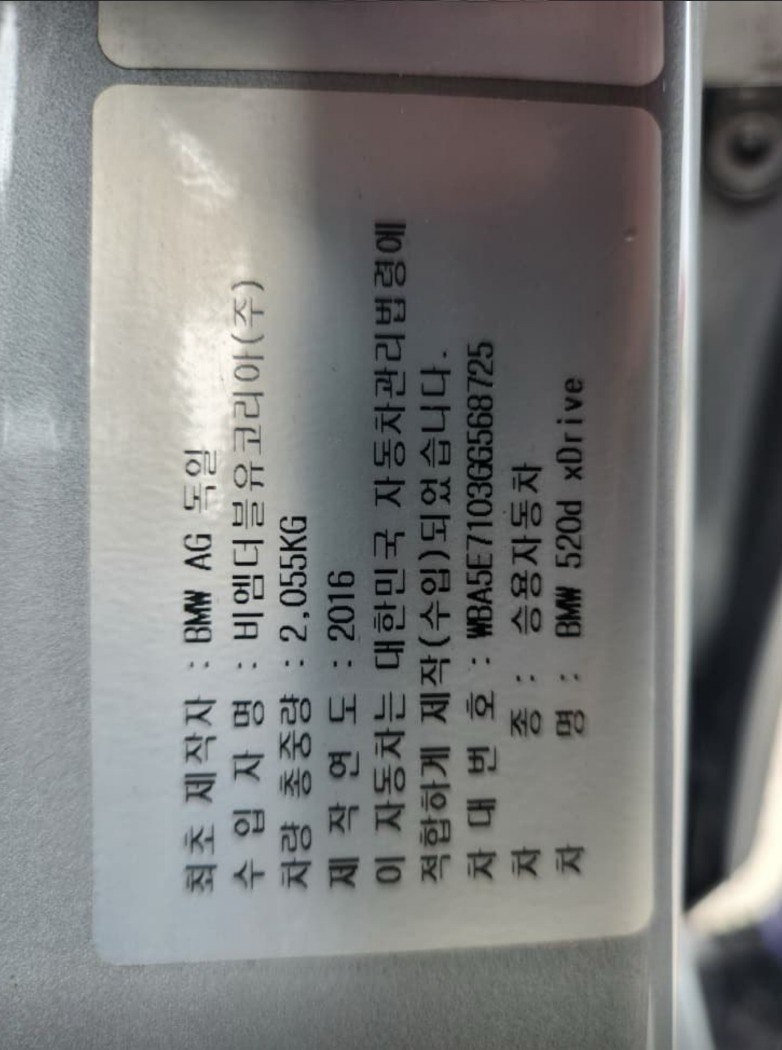 최초 제작자 : BMW AG 독일
수 입 자 명 : 비엠더블유코리아(주)
차량 총중량 : 2,055KG
제 작 연 도 : 2016
이 자동차는 대한민국 자동차관리법령에
적합하게 제작(수입)되었습니다.
차 대 번 호 : WBA5E7103GG568725
차 종 : 승용자동차
차 명 : BMW 520d xDrive